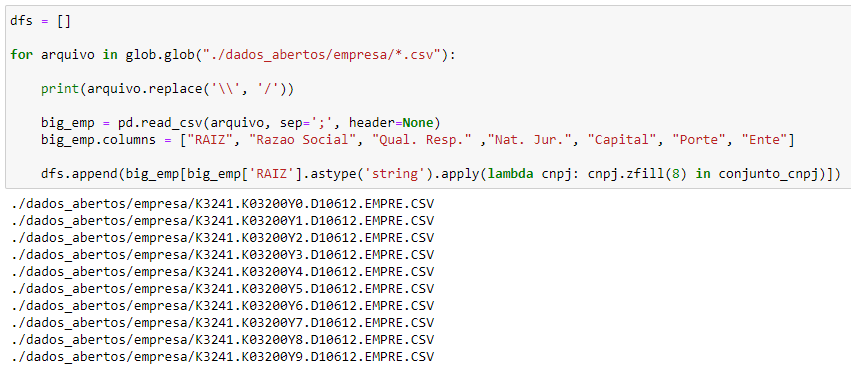 dfs = []
for arquivo in glob.glob("./dados_abertos/empresa/*.csv"):
    print(arquivo.replace('\\', '/'))
    big_emp = pd.read_csv(arquivo, sep=';', header=None)
    big_emp.columns = ["RAIZ", "Razao Social", "Qual. Resp." ,"Nat. Jur.", "Capital", "Porte", "Ente"]
    dfs.append(big_emp[big_emp['RAIZ'].astype('string').apply(lambda cnpj: cnpj.zfill(8) in conjunto_cnpj)])
./dados_abertos/empresa/K3241.K03200Y0.D10612.EMPRE.CSV
./dados_abertos/empresa/K3241.K03200Y1.D10612.EMPRE.CSV
./dados_abertos/empresa/K3241.K03200Y2.D10612.EMPRE.CSV
./dados_abertos/empresa/K3241.K03200Y3.D10612.EMPRE.CSV
./dados_abertos/empresa/K3241.K03200Y4.D10612.EMPRE.CSV
./dados_abertos/empresa/K3241.K03200Y5.D10612.EMPRE.CSV
./dados_abertos/empresa/K3241.K03200Y6.D10612.EMPRE.CSV
./dados_abertos/empresa/K3241.K03200Y7.D10612.EMPRE.CSV
./dados_abertos/empresa/K3241.K03200Y8.D10612.EMPRE.CSV
./dados_abertos/empresa/K3241.K03200Y9.D10612.EMPRE.CSV